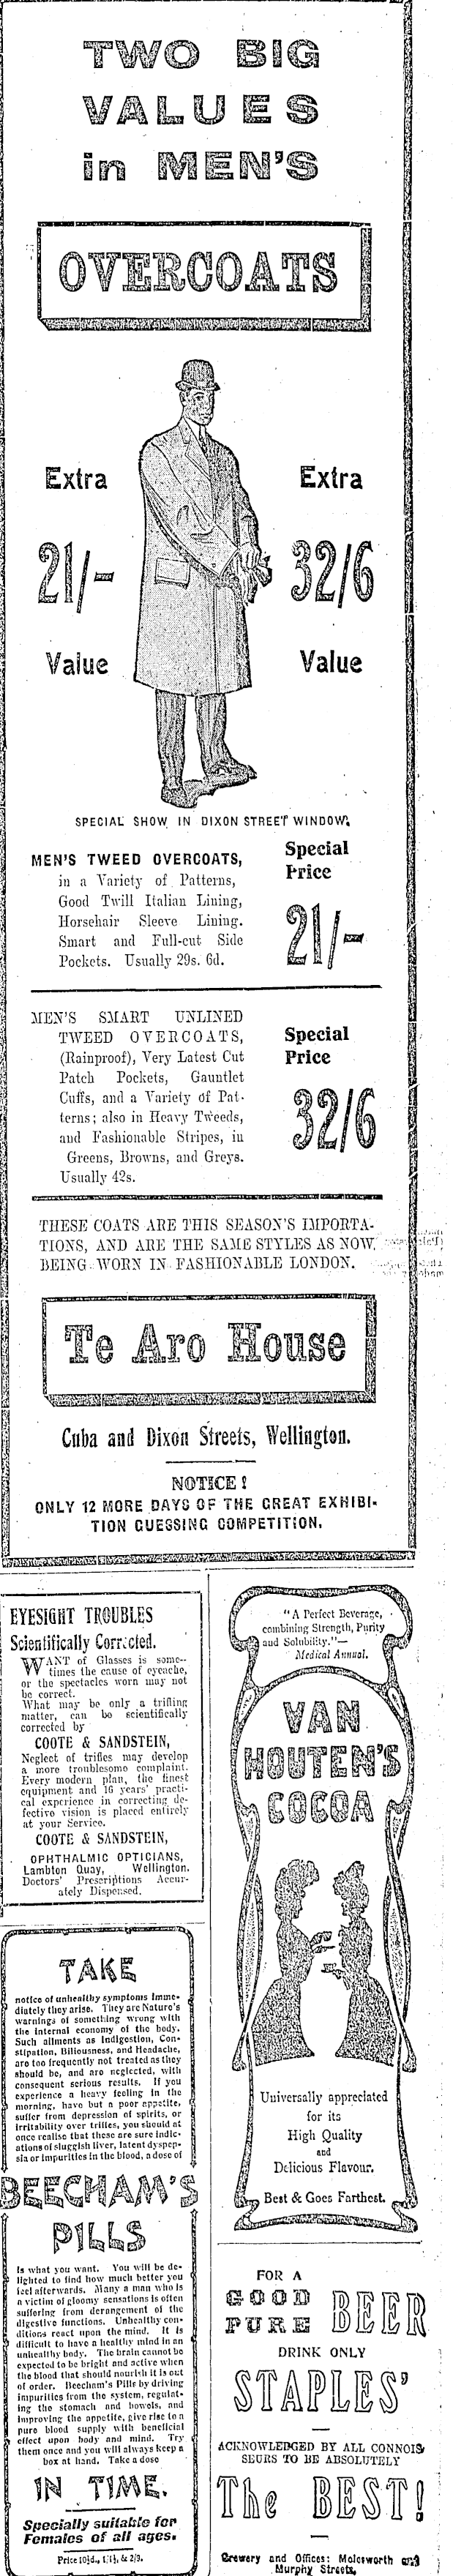 TWO BIG
VALUES
in MEN'S
OVERCOATS
Extra
21/-
Value
Extra
32/6
Value
SPECIAL SHOW IN DIXON STREET WINDOW.
MEN'S TWEED OVERCOATS,
in a Variety of Patterns,
Good Twill Italian Lining,
Horsehair Sleeve Lining.
Smart and Full-cut Side
Pockets. Usually 29s. 6d.
Special
Price
21/-
MEN'S SMART UNLINED
TWEED OVERCOATS,
(Rainproof), Very Latest Cut
Patch Pockets, Gauntlet
Cuffs, and a Variety of Pat-
terns; also in Heavy Tweeds,
and Fashionable Stripes, in
Greens, Browns, and Greys.
Usually 42s.
Special
Price
32/6
THESE COATS ARE THIS SEASON'S IMPORTA-
TIONS, AND ARE THE SAME STYLES AS NOW
BEING WORN IN FASHIONABLE LONDON.
Te Aro House
Cuba and Dixon Streets, Wellington.
NOTICE!
ONLY 12 MORE DAYS OF THE GREAT EXHIBI-
TION GUESSING COMPETITION.
EYESIGHT TROUBLES
Scientifically Corrected.
WANT of Glasses is some-
times the cause of eyeache,
or the spectacles worn may not
be correct.
What may be only a trifling
matter, can be scientifically
corrected by
COOTE & SANDSTEIN,
Neglect of trifles may develop
a more troublesome complaint.
Every modern plan, the finest
equipment and 16 years' practi-
cal experience in correcting de-
fective vision is placed entirely
at your Service.
COOTE & SANDSTEIN,
OPHTHALMIC OPTICIANS,
Lambton Quay, Wellington.
Doctors' Prescriptions Accur-
ately Dispensed.
TAKE
notice of unhealthy symptoms imme-
diately they arise. They are Nature's
warnings of something wrong with
the internal economy of the body.
Such ailments as Indigestion, Con-
stipation, Biliousness, and Headache,
are too frequently not treated as they
should be, and are neglected, with
consequent serious results. If you
experience a heavy feeling in the
morning, have but a poor appetite,
suffer from depression of spirits, or
irritability over trifles, you should at
once realise that these are sure indic-
ations of sluggish liver, latent dyspep-
sia or impurities in the blood, a dose of
BEECHAM'S
PILLS
is what you want. You will be de-
lighted to find how much better you
feel afterwards. Many a man who is
a victim of gloomy sensations is often
suffering from derangement of the
digestive functions. Unhealthy con-
ditions react upon the mind. It is
difficult to have a healthy mind in an
unhealthy body. The brain cannot be
expected to be bright and active when
the blood that should nourish it is out
of order. Beecham's Pills by driving
impurities from the system, regulat-
ing the stomach and bowels, and
improving the appetite, give rise to a
pure blood supply with beneficial
effect upon body and mind. Try
them once and you will always keep a
box at hand. Take a dose
IN TIME.
Specially suitable for
Females of all ages.
Price 10½d., 1/1½, & 2/9.
"A Perfect Beverage,
combining Strength, Purity
and Solubility."—
Medical Annual.
VAN
HOUTEN'S
COCOA
Universally appreciated
for its
High Quality
and
Delicious Flavour.
Best & Goes Farthest.
FOR A
GOOD
PURE BEER
DRINK ONLY
STAPLES'
ACKNOWLEDGED BY ALL CONNOIS-
SEURS TO BE ABSOLUTELY
The BEST!
Brewery and Offices: Molesworth and
Murphy Streets,